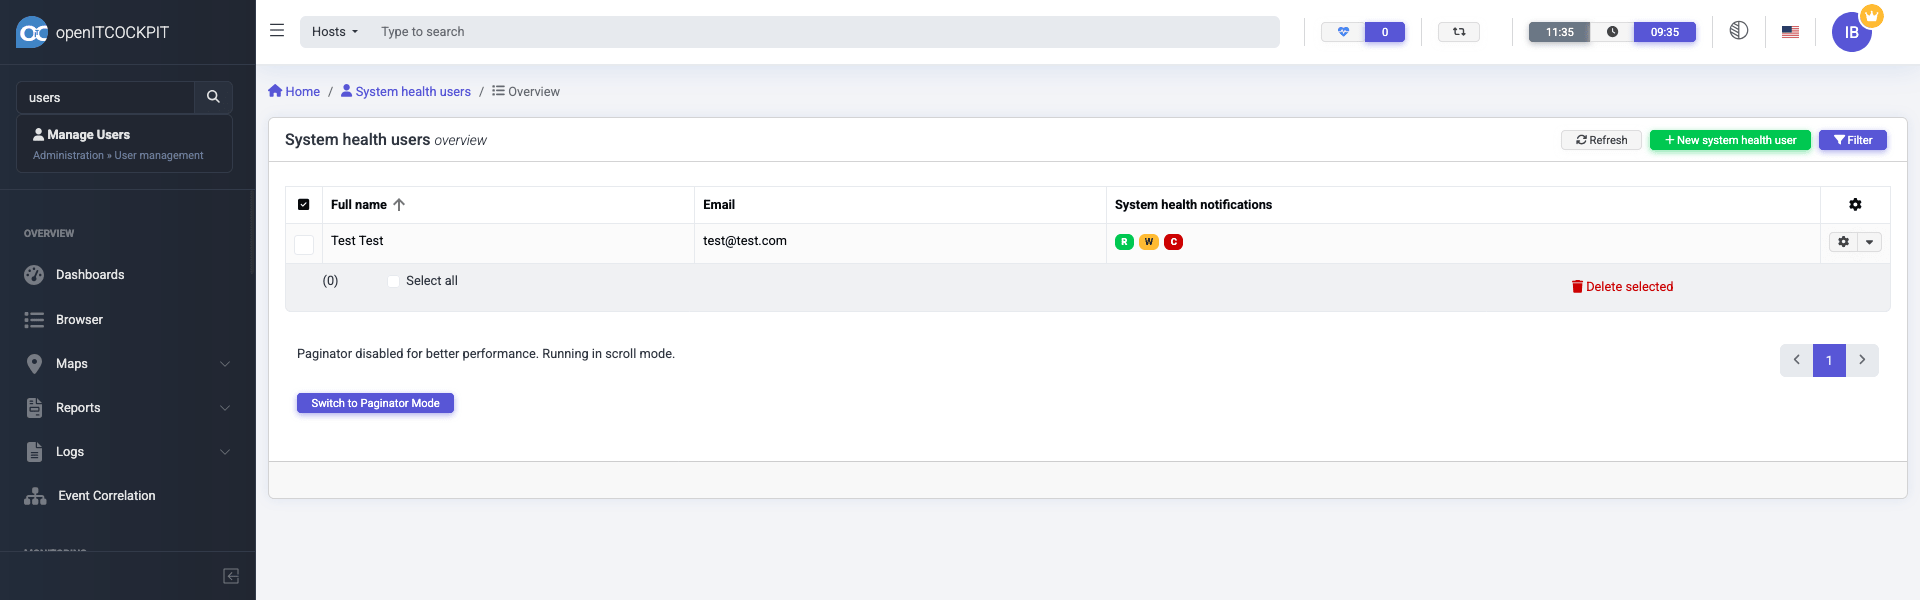 openITCOCKPIT
Hosts
Type to search
0
11:35
09:35
IB
users
Manage Users
Administration » User management
OVERVIEW
Dashboards
Browser
Maps
Reports
Logs
Event Correlation
Home / System health users / Overview
System health users overview
Refresh
New system health user
Filter
Full name
Email
System health notifications
Test Test
test@test.com
R W C
(0)
Select all
Delete selected
Paginator disabled for better performance. Running in scroll mode.
1
Switch to Paginator Mode